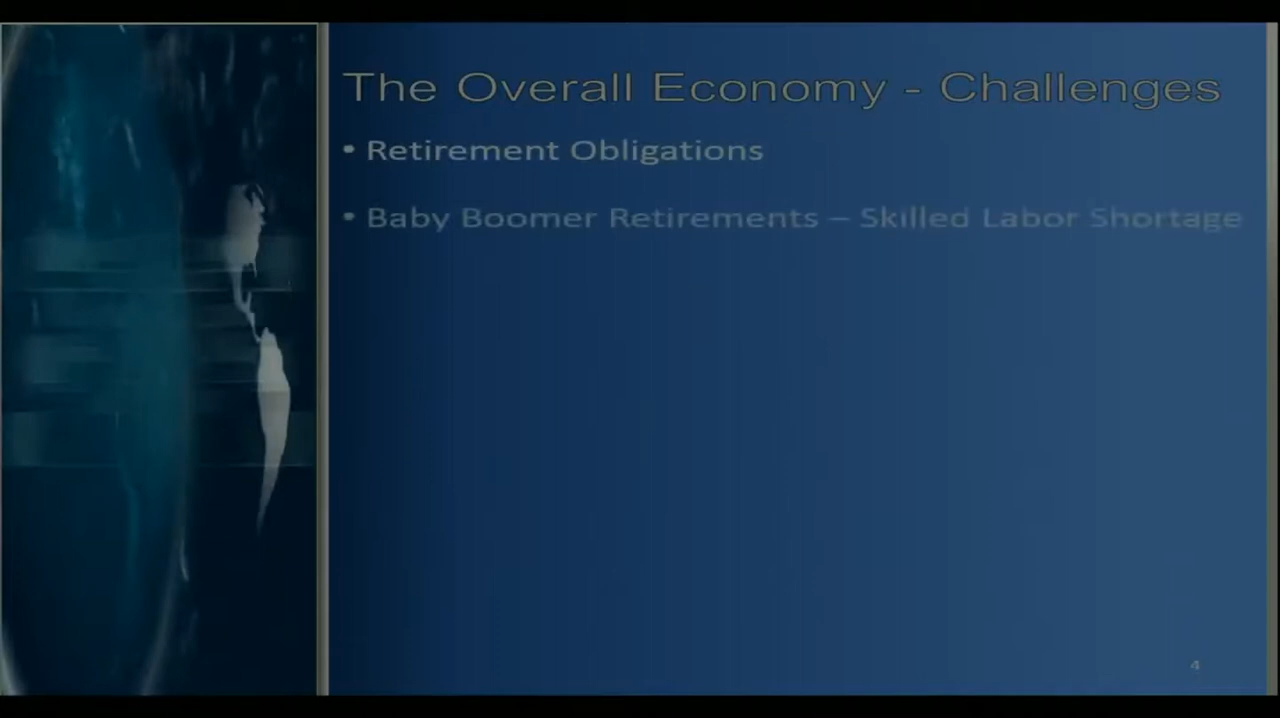 The Overall Economy - Challenges
• Retirement Obligations
• Baby Boomer Retirements – Skilled Labor Shortage
4